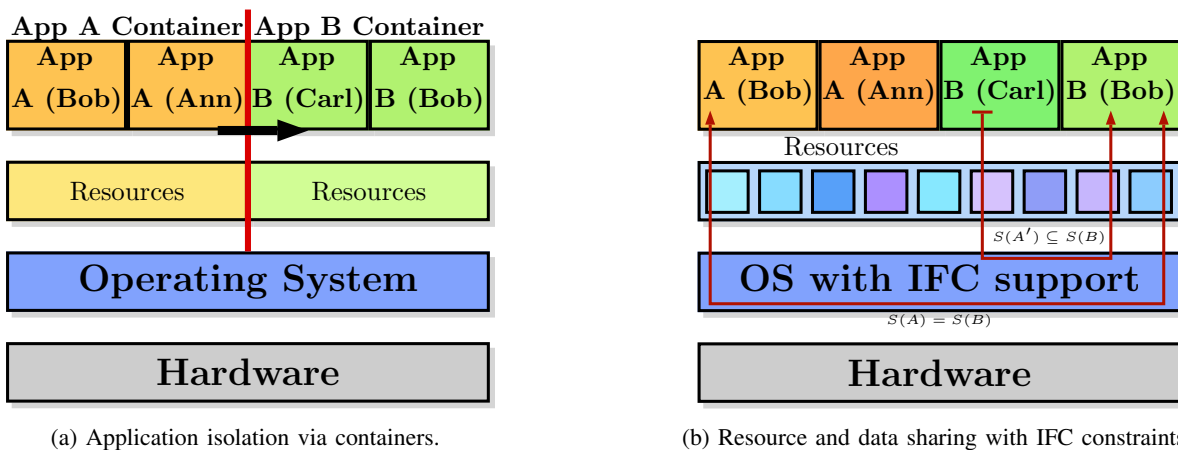 App A Container App B Container
App App App App
A (Bob) A (Ann) B (Carl) B (Bob)
Resources Resources
Operating System
Hardware
(a) Application isolation via containers.
App App App App
A (Bob) A (Ann) B (Carl) B (Bob)
Resources
S(A′) ⊆ S(B)
OS with IFC support
S(A) = S(B)
Hardware
(b) Resource and data sharing with IFC constraints